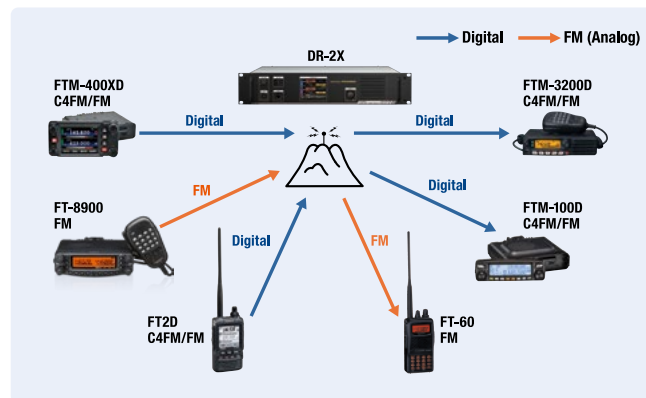 Digital
FM (Analog)
DR-2X
FTM-400XD
C4FM/FM
Digital
Digital
FTM-3200D
C4FM/FM
FT-8900
FM
FM
Digital
FM
Digital
FTM-100D
C4FM/FM
FT2D
C4FM/FM
FT-60
FM